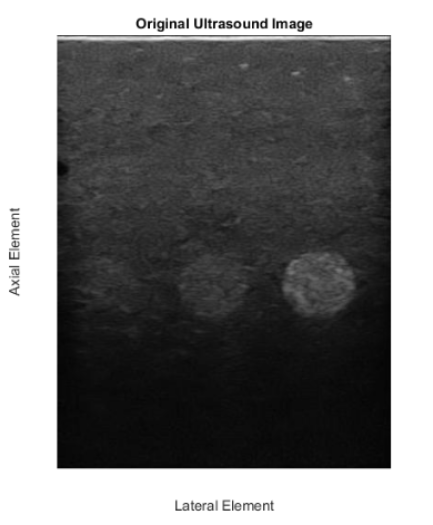 Original Ultrasound Image
Axial Element
Lateral Element